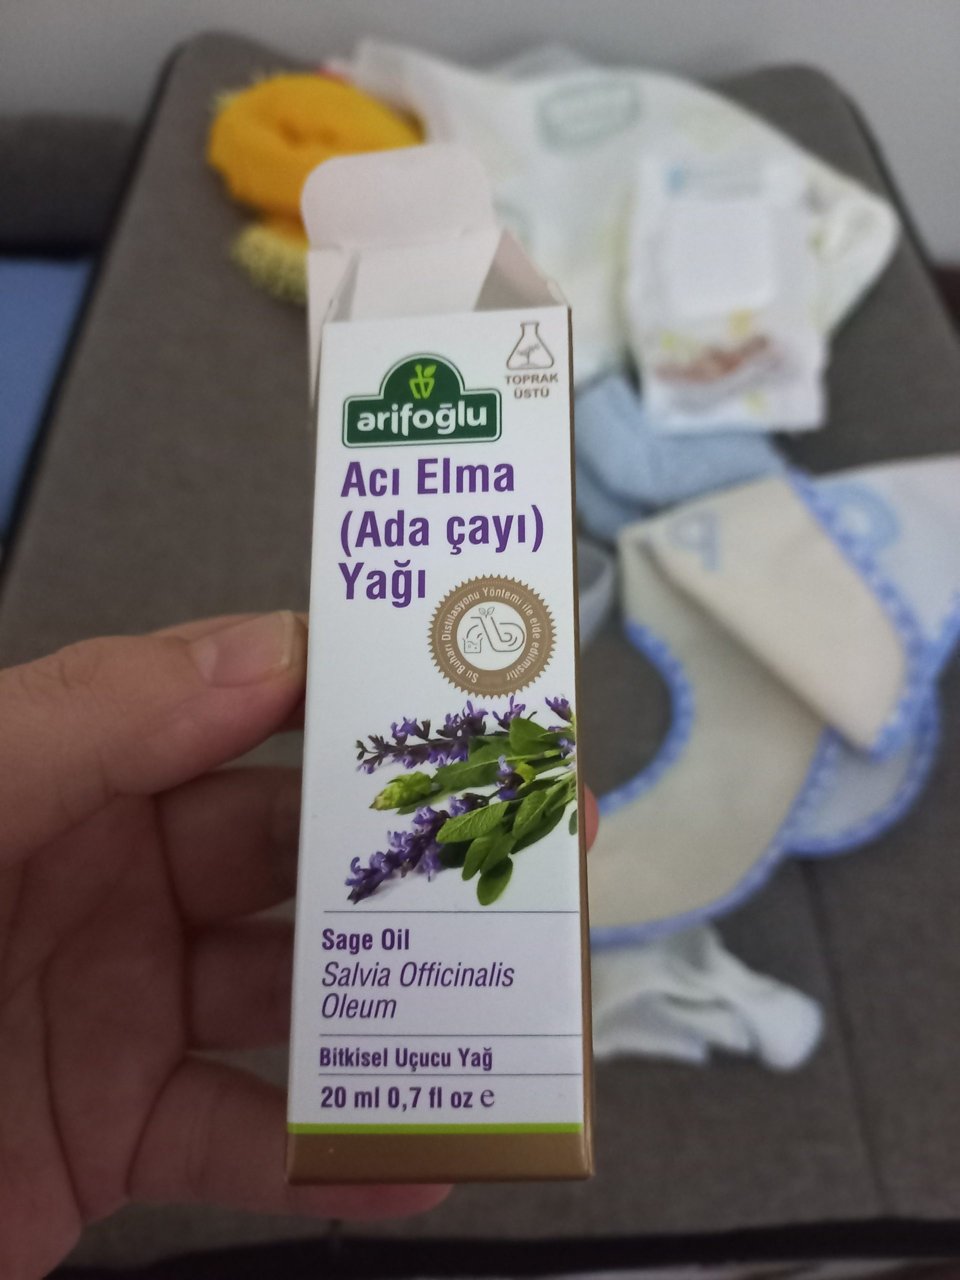 TOPRAK
ÜSTÜ
arifoğlu
Acı Elma
(Ada çayı)
Yağı
Su Buharı Distilasyonu Yöntemi ile elde edilmiştir
Sage Oil
Salvia Officinalis
Oleum
Bitkisel Uçucu Yağ
20 ml 0,7 fl oz e